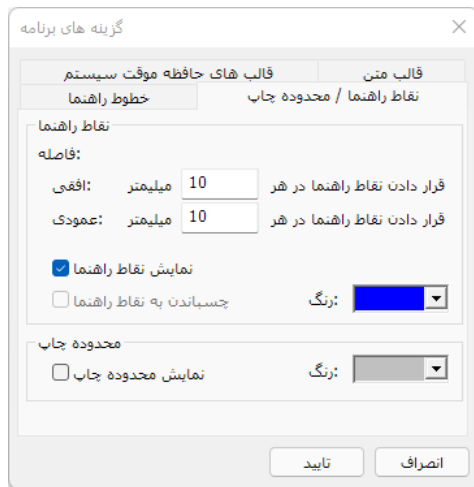 گزینه های برنامه
قالب های حافظه موقت سیستم
قالب متن
خطوط راهنما
نقاط راهنما / محدوده چاپ
نقاط راهنما
فاصله:
افقی:
قرار دادن نقاط راهنما در هر 10 میلیمتر
عمودی:
قرار دادن نقاط راهنما در هر 10 میلیمتر
نمایش نقاط راهنما
چسباندن به نقاط راهنما
رنگ:
محدوده چاپ
نمایش محدوده چاپ
رنگ:
تایید
انصراف